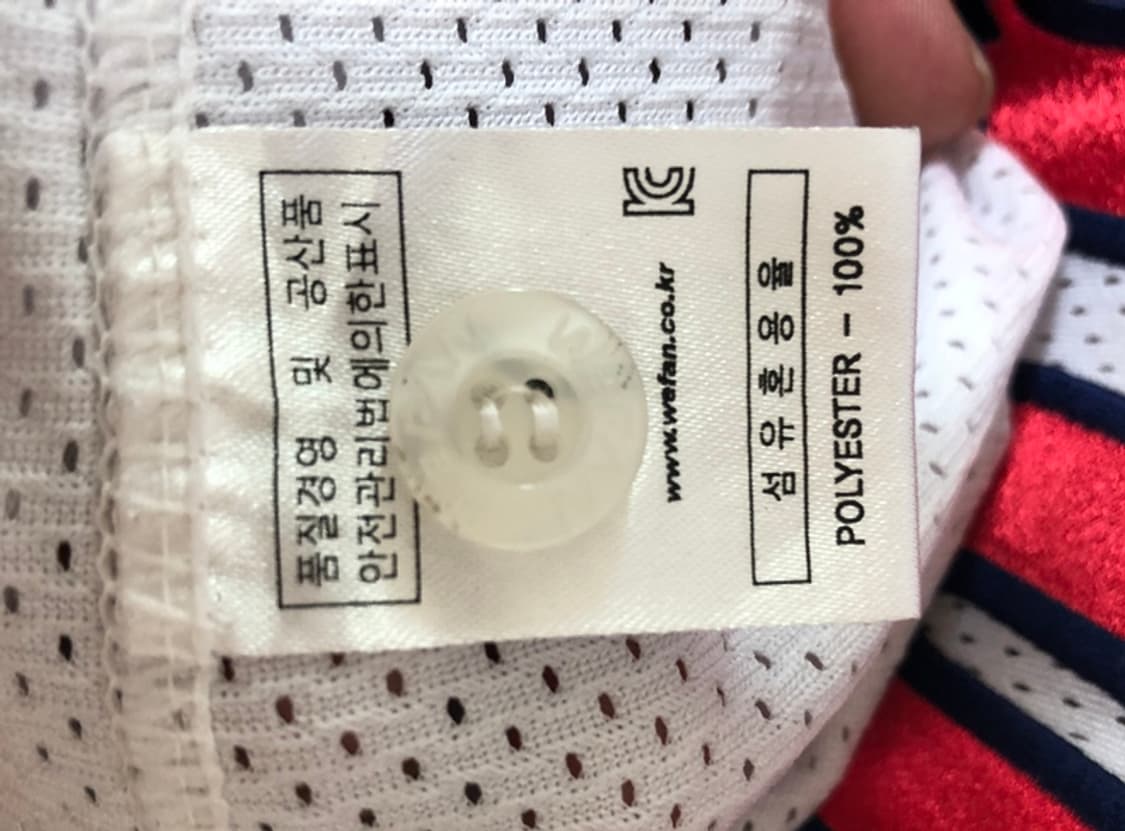 품질경영 및 공산품
안전관리법에의한표시
KC
www.wefan.co.kr
섬유혼용율
POLYESTER - 100%